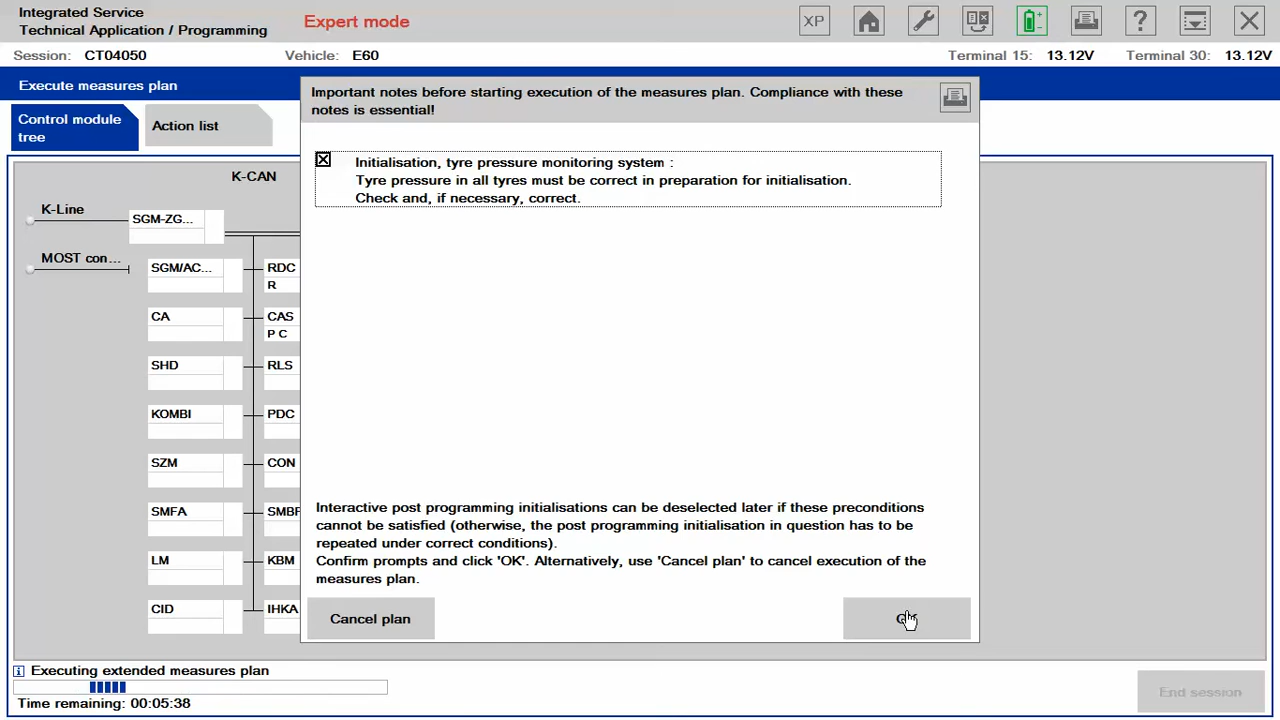 Integrated Service
Technical Application / Programming
Expert mode
XP
Session: CT04050
Vehicle: E60
Terminal 15: 13.12V
Terminal 30: 13.12V
Execute measures plan
Control module
tree
Action list
Important notes before starting execution of the measures plan. Compliance with these
notes is essential!
Initialisation, tyre pressure monitoring system :
Tyre pressure in all tyres must be correct in preparation for initialisation.
Check and, if necessary, correct.
K-CAN
K-Line
SGM-ZG...
MOST con...
SGM/AC...
RDC
R
CA
CAS
P C
SHD
RLS
KOMBI
PDC
SZM
CON
SMFA
LM
KBM
CID
IHKA
Interactive post programming initialisations can be deselected later if these preconditions
cannot be satisfied (otherwise, the post programming initialisation in question has to be
repeated under correct conditions).
Confirm prompts and click 'OK'. Alternatively, use 'Cancel plan' to cancel execution of the
measures plan.
Cancel plan
Executing extended measures plan
Time remaining: 00:05:38
End session